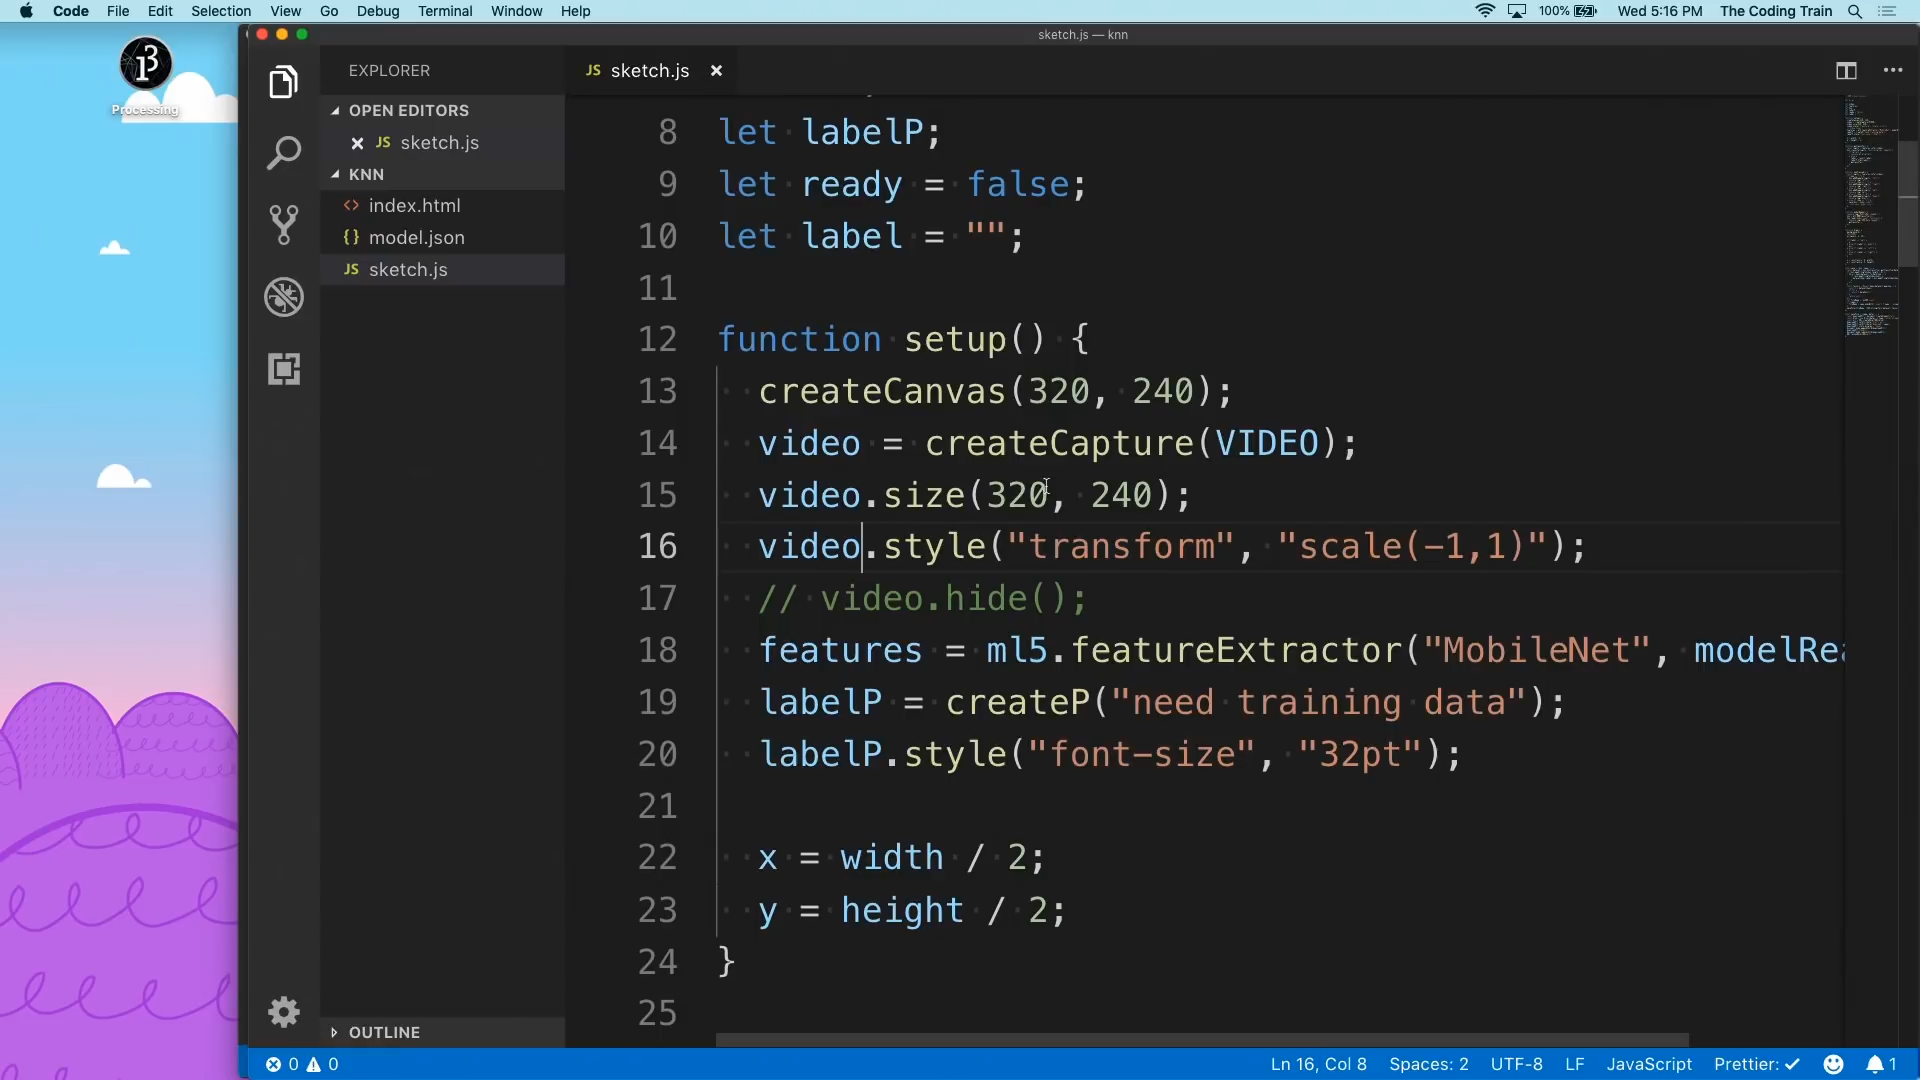 Code File Edit Selection View Go Debug Terminal Window Help 100% Wed 5:16 PM The Coding Train
sketch.js — knn
Processing
EXPLORER
OPEN EDITORS
JS sketch.js
KNN
<> index.html
{} model.json
JS sketch.js
OUTLINE
JS sketch.js
8 let labelP;
9 let ready = false;
10 let label = "";
11
12 function setup() {
13 createCanvas(320, 240);
14 video = createCapture(VIDEO);
15 video.size(320, 240);
16 video.style("transform", "scale(-1,1)");
17 // video.hide();
18 features = ml5.featureExtractor("MobileNet", modelRea
19 labelP = createP("need training data");
20 labelP.style("font-size", "32pt");
21
22 x = width / 2;
23 y = height / 2;
24 }
25
0 0 Ln 16, Col 8 Spaces: 2 UTF-8 LF JavaScript Prettier: ✓ 1